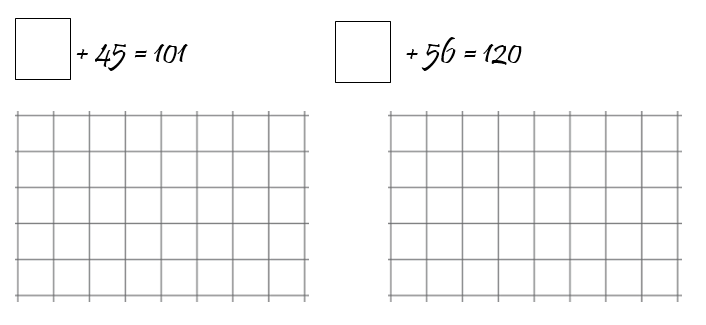 + 45 = 101
+ 56 = 120